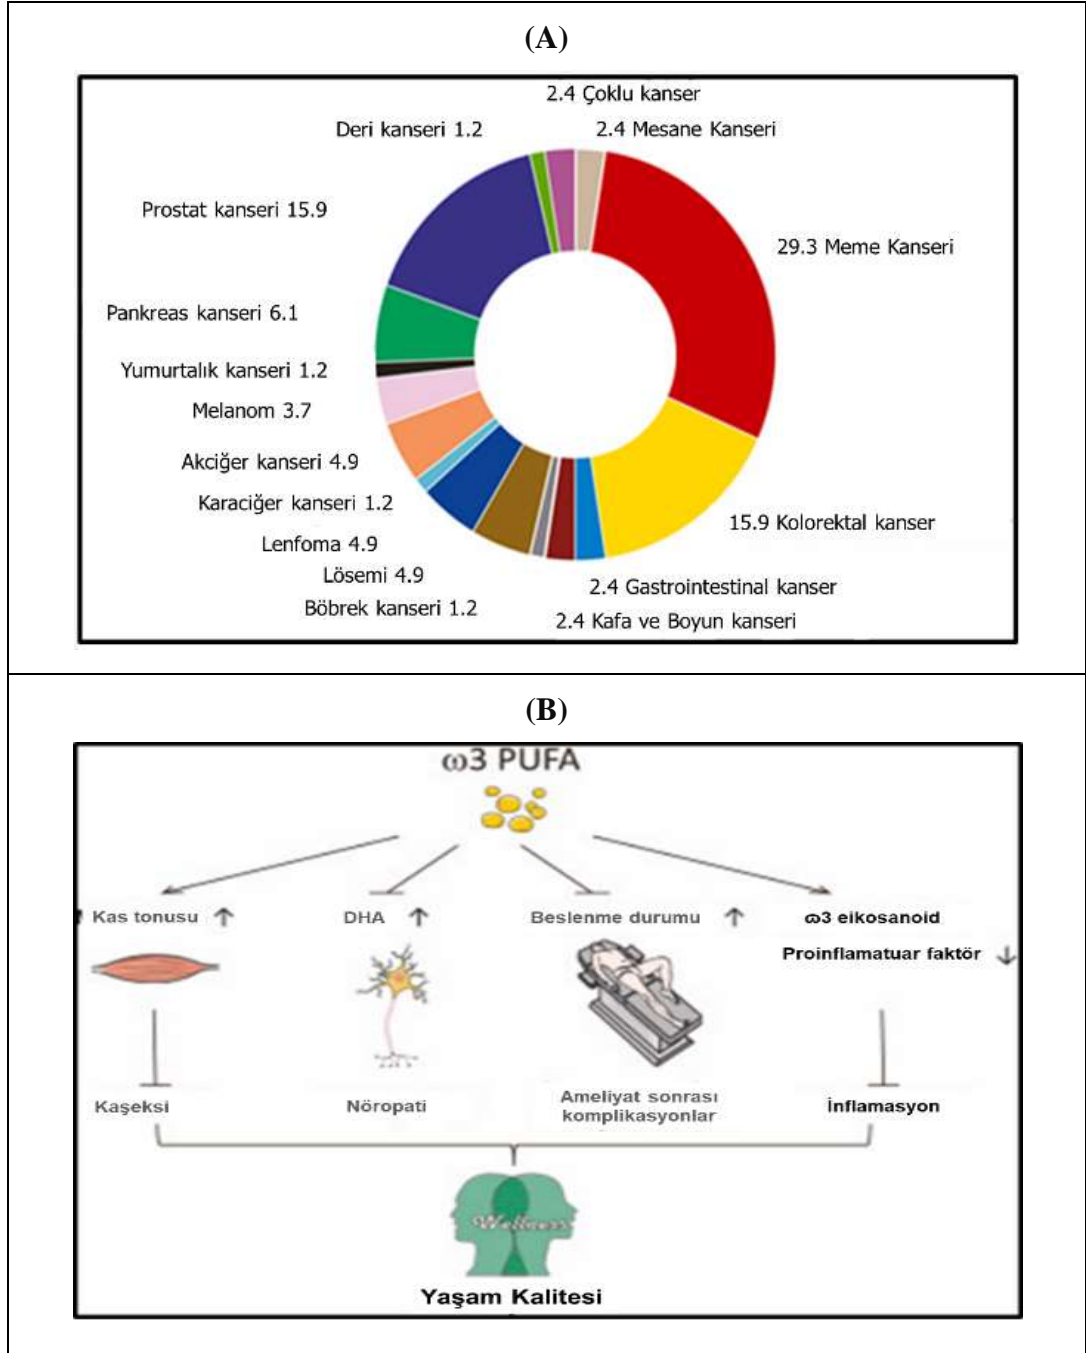 (A)
2.4 Çoklu kanser
Deri kanseri 1.2
2.4 Mesane Kanseri
Prostat kanseri 15.9
29.3 Meme Kanseri
Pankreas kanseri 6.1
Yumurtalık kanseri 1.2
Melanom 3.7
Akciğer kanseri 4.9
Karaciğer kanseri 1.2
15.9 Kolorektal kanser
Lenfoma 4.9
Lösemi 4.9
2.4 Gastrointestinal kanser
Böbrek kanseri 1.2
2.4 Kafa ve Boyun kanseri
(B)
ω3 PUFA
Kas tonusu ↑
DHA ↑
Beslenme durumu ↑
ω3 eikosanoid
Proinflamatuar faktör ↓
Kaşeksi
Nöropati
Ameliyat sonrası
komplikasyonlar
İnflamasyon
Wellness
Yaşam Kalitesi